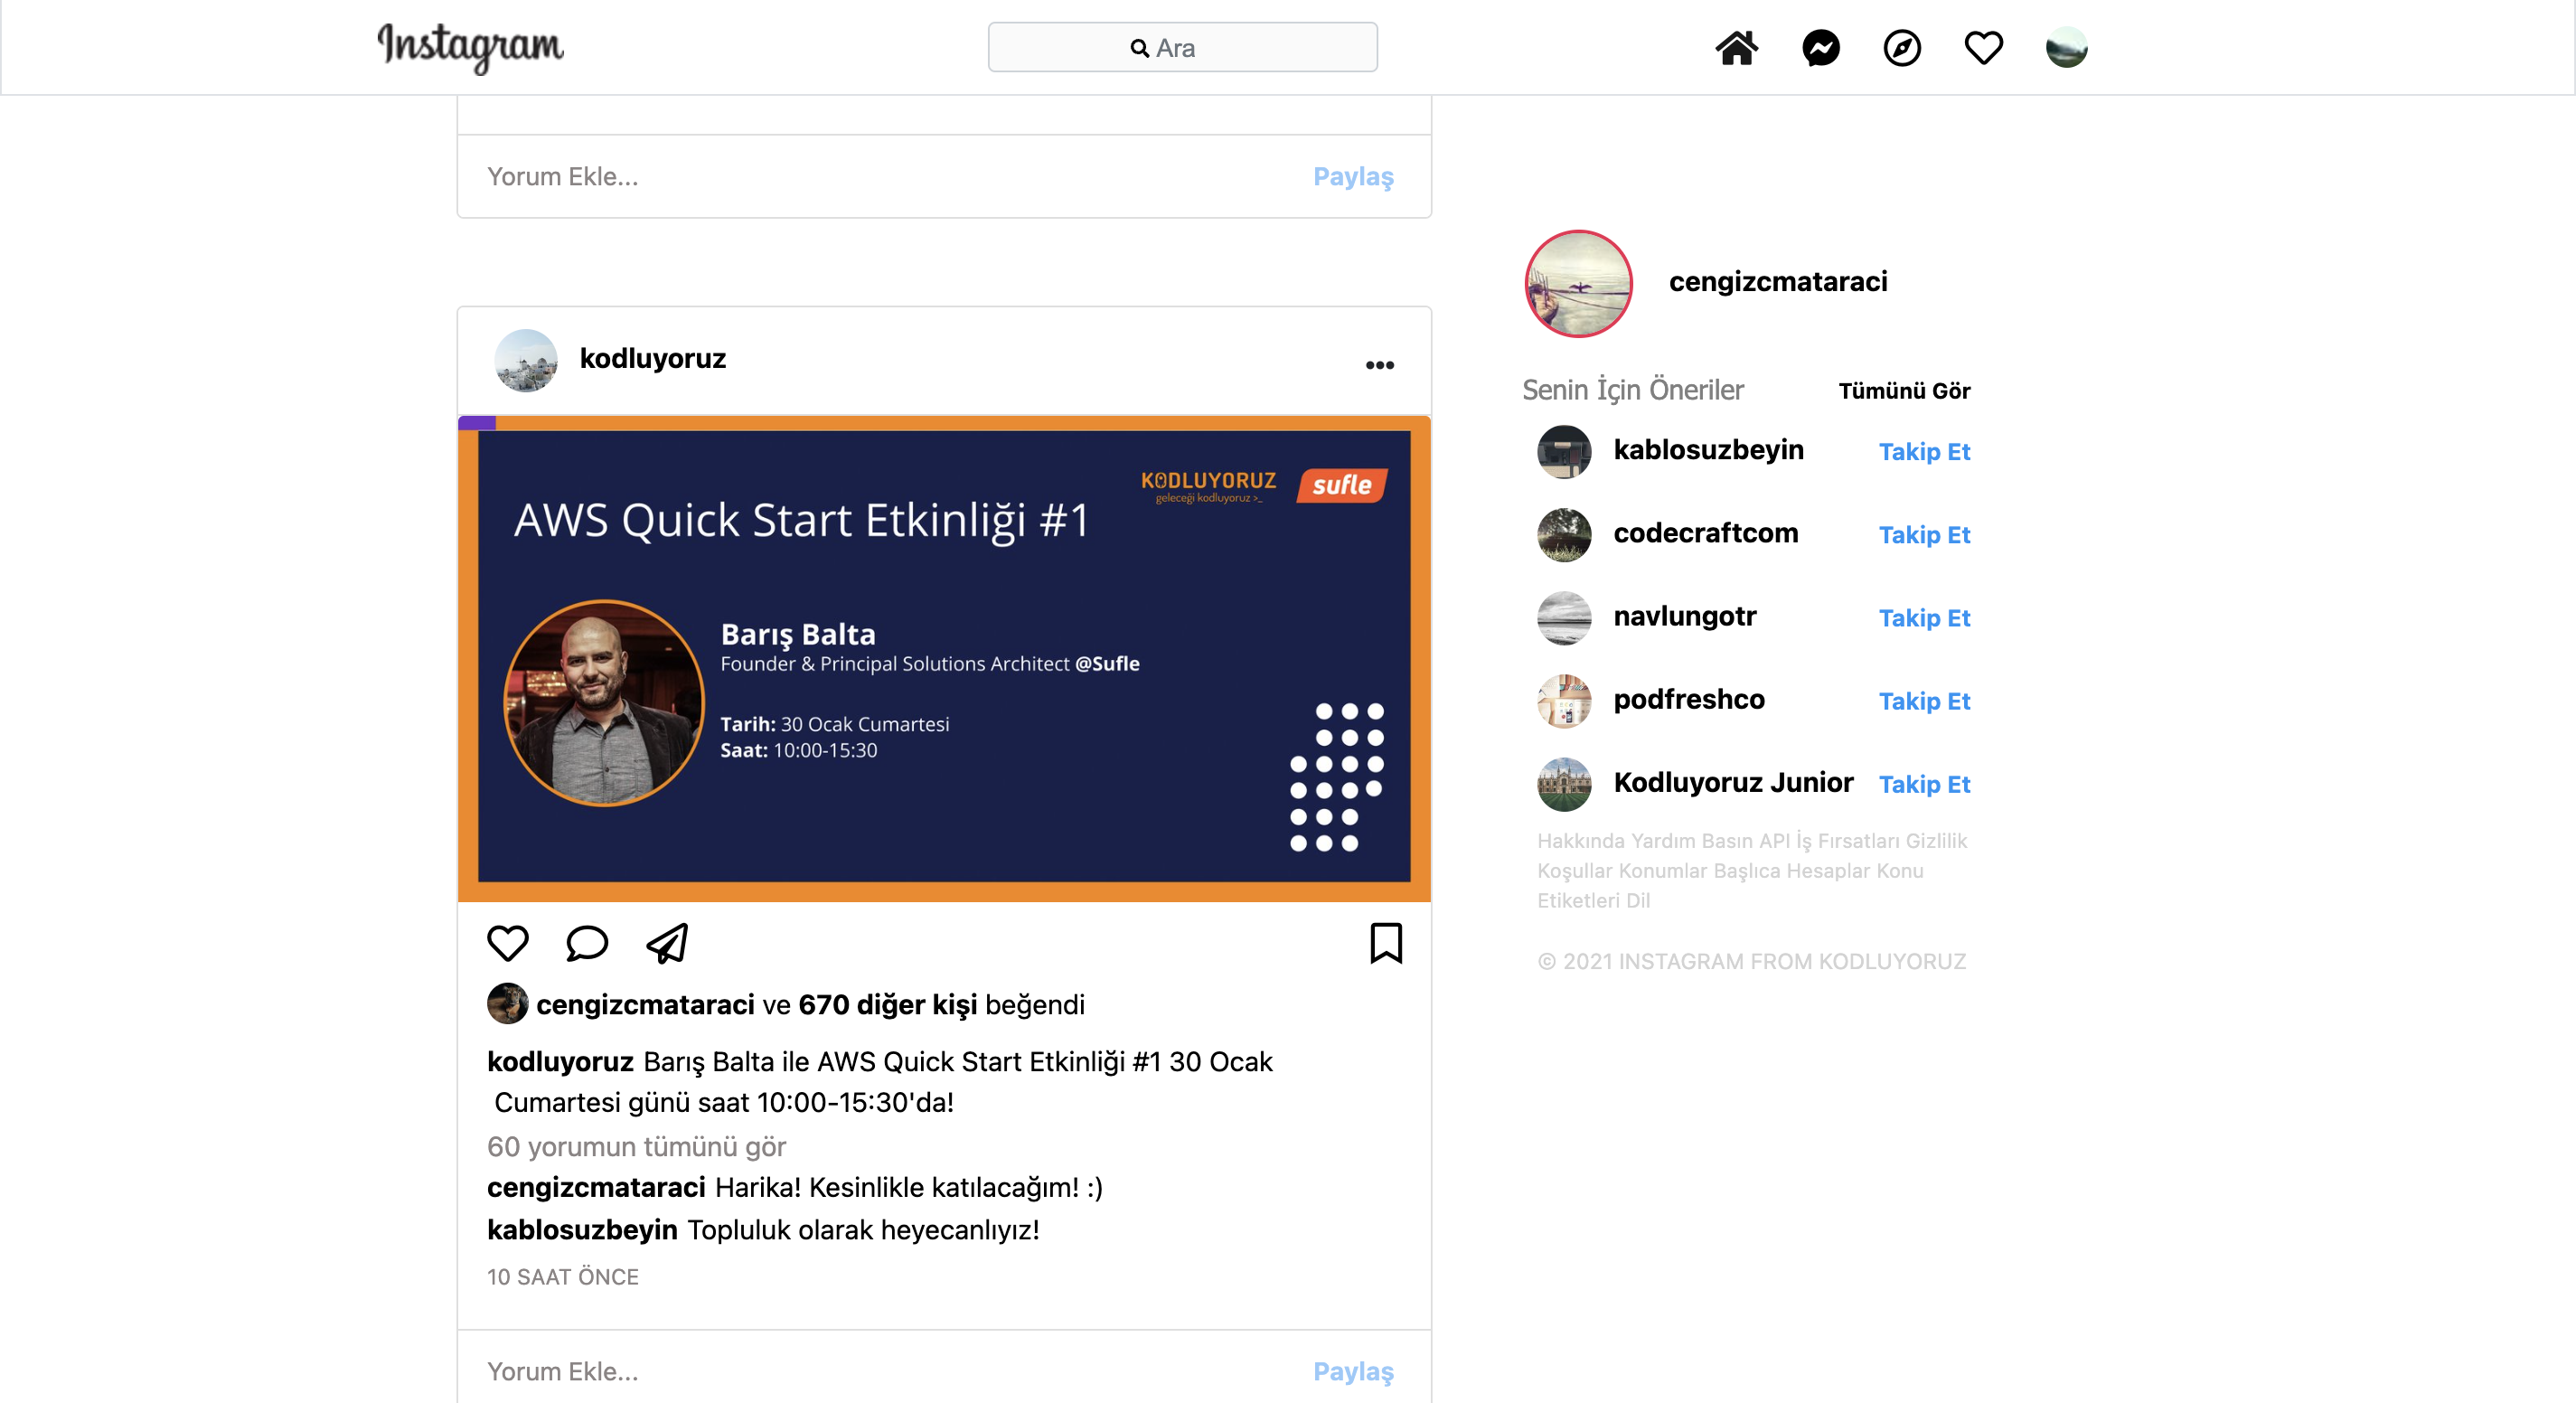 Instagram
Ara
Yorum Ekle... Paylaş
kodluyoruz
KODLUYORUZ
geleceği kodluyoruz >_
sufle
AWS Quick Start Etkinliği #1
Barış Balta
Founder & Principal Solutions Architect @Sufle
Tarih: 30 Ocak Cumartesi
Saat: 10:00-15:30
cengizcmataraci ve 670 diğer kişi beğendi
kodluyoruz Barış Balta ile AWS Quick Start Etkinliği #1 30 Ocak
Cumartesi günü saat 10:00-15:30'da!
60 yorumun tümünü gör
cengizcmataraci Harika! Kesinlikle katılacağım! :)
kablosuzbeyin Topluluk olarak heyecanlıyız!
10 SAAT ÖNCE
Yorum Ekle... Paylaş
cengizcmataraci
Senin İçin Öneriler Tümünü Gör
kablosuzbeyin Takip Et
codecraftcom Takip Et
navlungotr Takip Et
podfreshco Takip Et
Kodluyoruz Junior Takip Et
Hakkında Yardım Basın API İş Fırsatları Gizlilik
Koşullar Konumlar Başlıca Hesaplar Konu
Etiketleri Dil
© 2021 INSTAGRAM FROM KODLUYORUZ